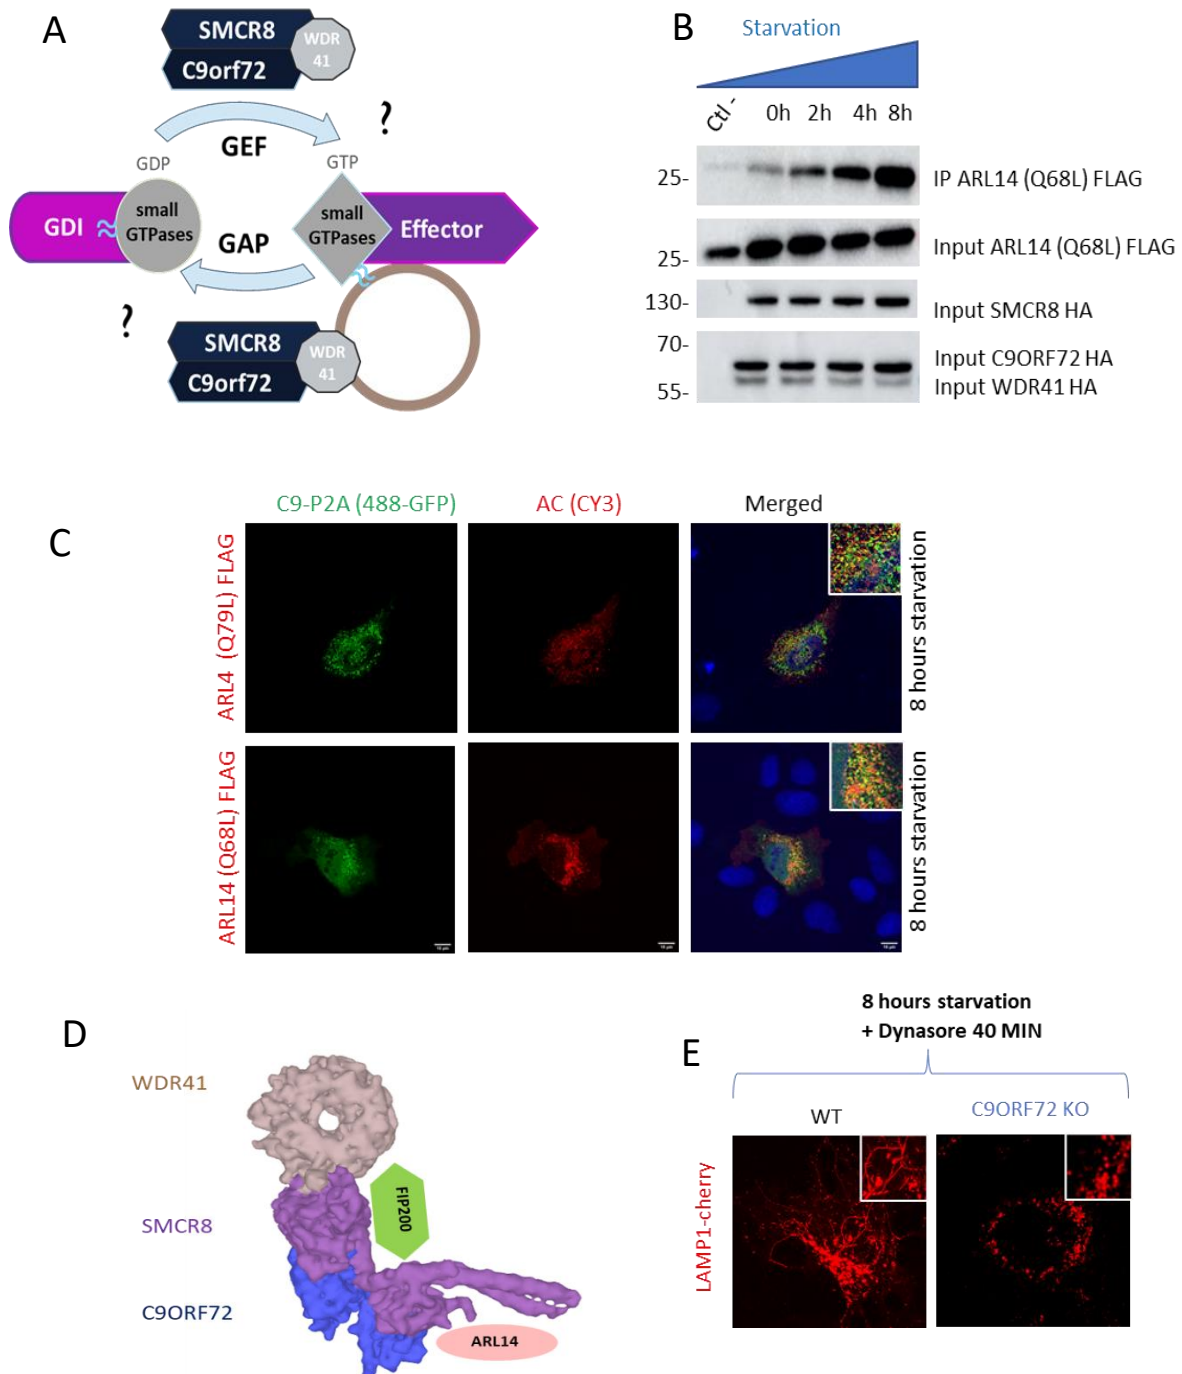 A
SMCR8
C9orf72
WDR
41
?
GEF
GDP
GTP
GDI
small
GTPases
GAP
small
GTPases
Effector
?
SMCR8
C9orf72
WDR
41
B
Starvation
Ctl -
0h
2h
4h
8h
25-
IP ARL14 (Q68L) FLAG
25-
Input ARL14 (Q68L) FLAG
130-
Input SMCR8 HA
70-
Input C9ORF72 HA
55-
Input WDR41 HA
C
C9-P2A (488-GFP)
AC (CY3)
Merged
ARL4 (Q79L) FLAG
8 hours starvation
ARL14 (Q68L) FLAG
8 hours starvation
D
WDR41
SMCR8
C9ORF72
FIP200
ARL14
E
8 hours starvation
+ Dynasore 40 MIN
WT
C9ORF72 KO
LAMP1-cherry